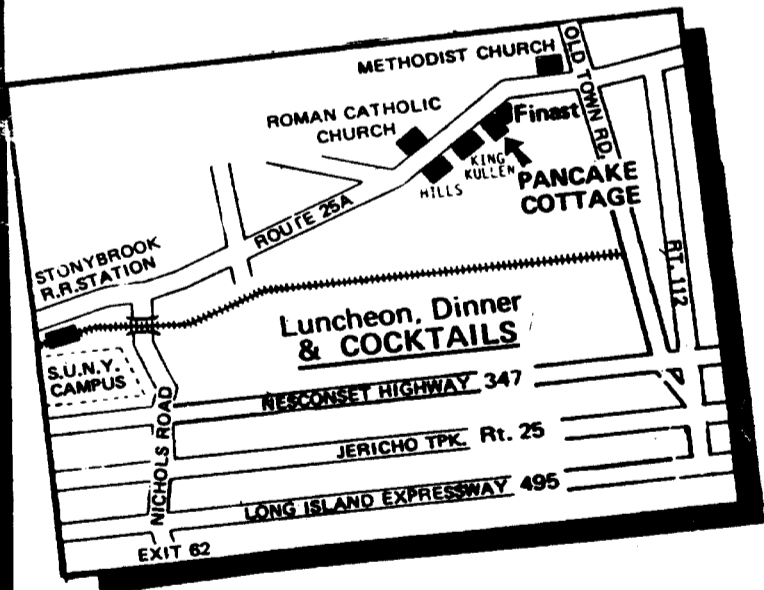 METHODIST CHURCH
OLD TOWN RD.
ROMAN CATHOLIC
CHURCH
Finast
KING
KULLEN
HILLS
PANCAKE
COTTAGE
ROUTE 25A
STONYBROOK
R.R.STATION
RT. 112
Luncheon, Dinner
& COCKTAILS
S.U.N.Y.
CAMPUS
NESCONSET HIGHWAY 347
NICHOLS ROAD
JERICHO TPK. Rt. 25
LONG ISLAND EXPRESSWAY 495
EXIT 62